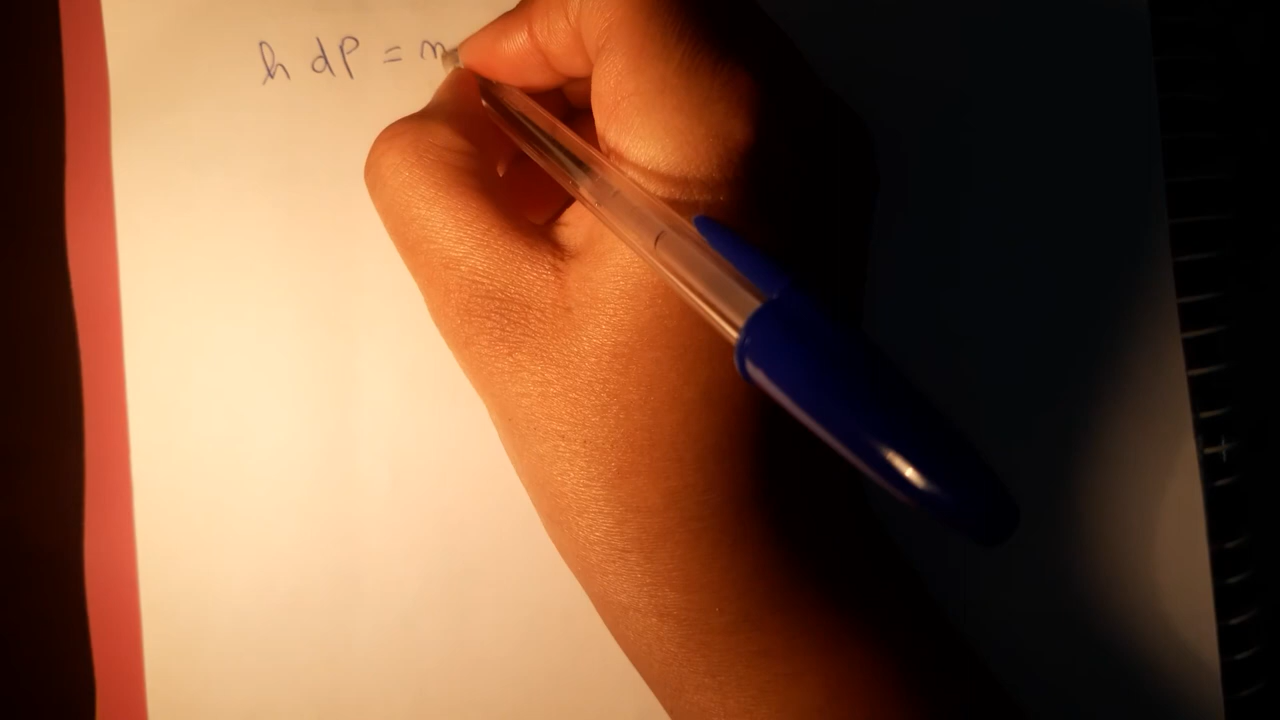 h dP = m